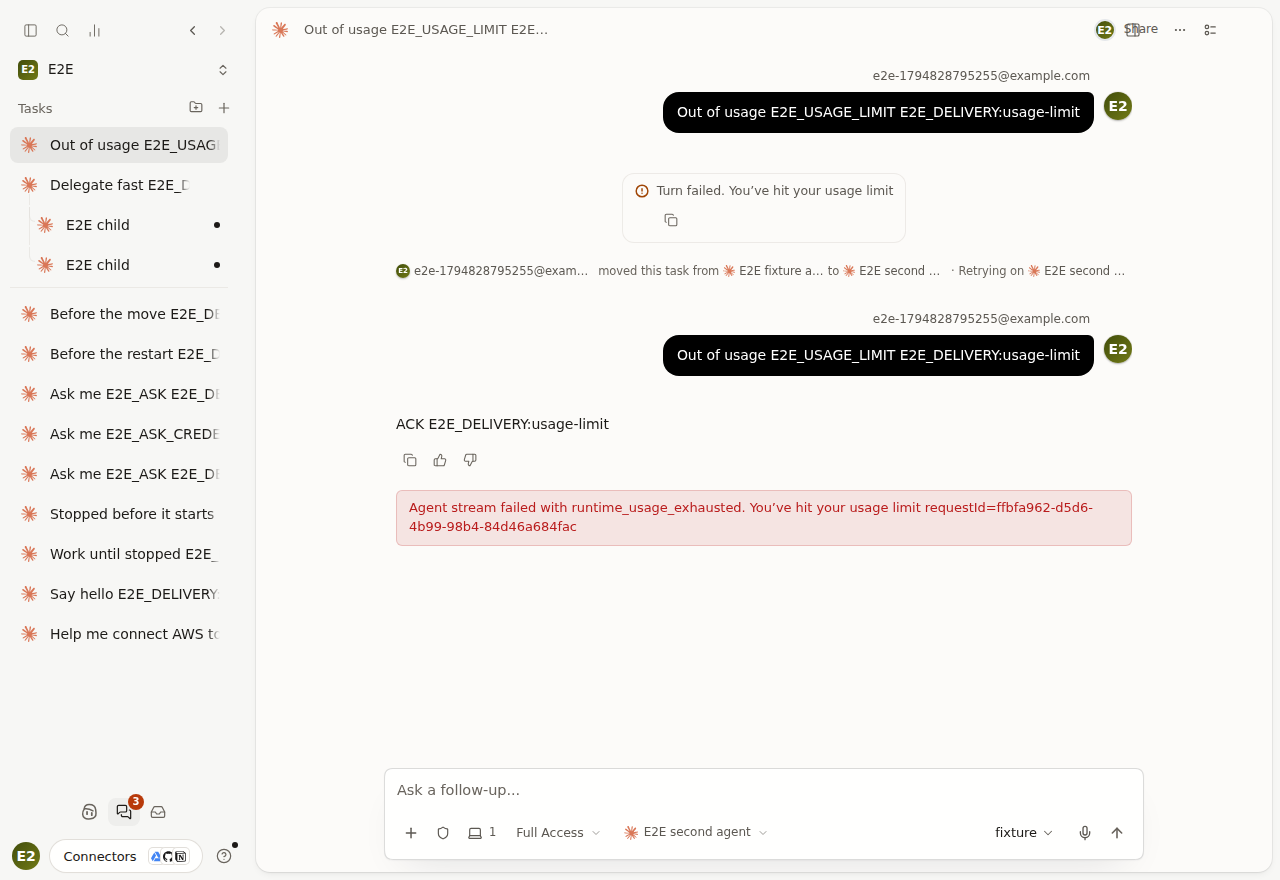 Out of usage E2E_USAGE_LIMIT E2E…
E2 Share
E2 E2E
Tasks
Out of usage E2E_USAG
Delegate fast E2E_D
E2E child
E2E child
Before the move E2E_DE
Before the restart E2E_D
Ask me E2E_ASK E2E_DE
Ask me E2E_ASK_CREDE
Ask me E2E_ASK E2E_DE
Stopped before it starts
Work until stopped E2E_
Say hello E2E_DELIVERY:
Help me connect AWS to
3
E2 Connectors
e2e-1794828795255@example.com
Out of usage E2E_USAGE_LIMIT E2E_DELIVERY:usage-limit E2
Turn failed. You’ve hit your usage limit
E2 e2e-1794828795255@exam… moved this task from E2E fixture a… to E2E second … · Retrying on E2E second …
e2e-1794828795255@example.com
Out of usage E2E_USAGE_LIMIT E2E_DELIVERY:usage-limit E2
ACK E2E_DELIVERY:usage-limit
Agent stream failed with runtime_usage_exhausted. You’ve hit your usage limit requestId=ffbfa962-d5d6-
4b99-98b4-84d46a684fac
Ask a follow-up...
1 Full Access E2E second agent fixture